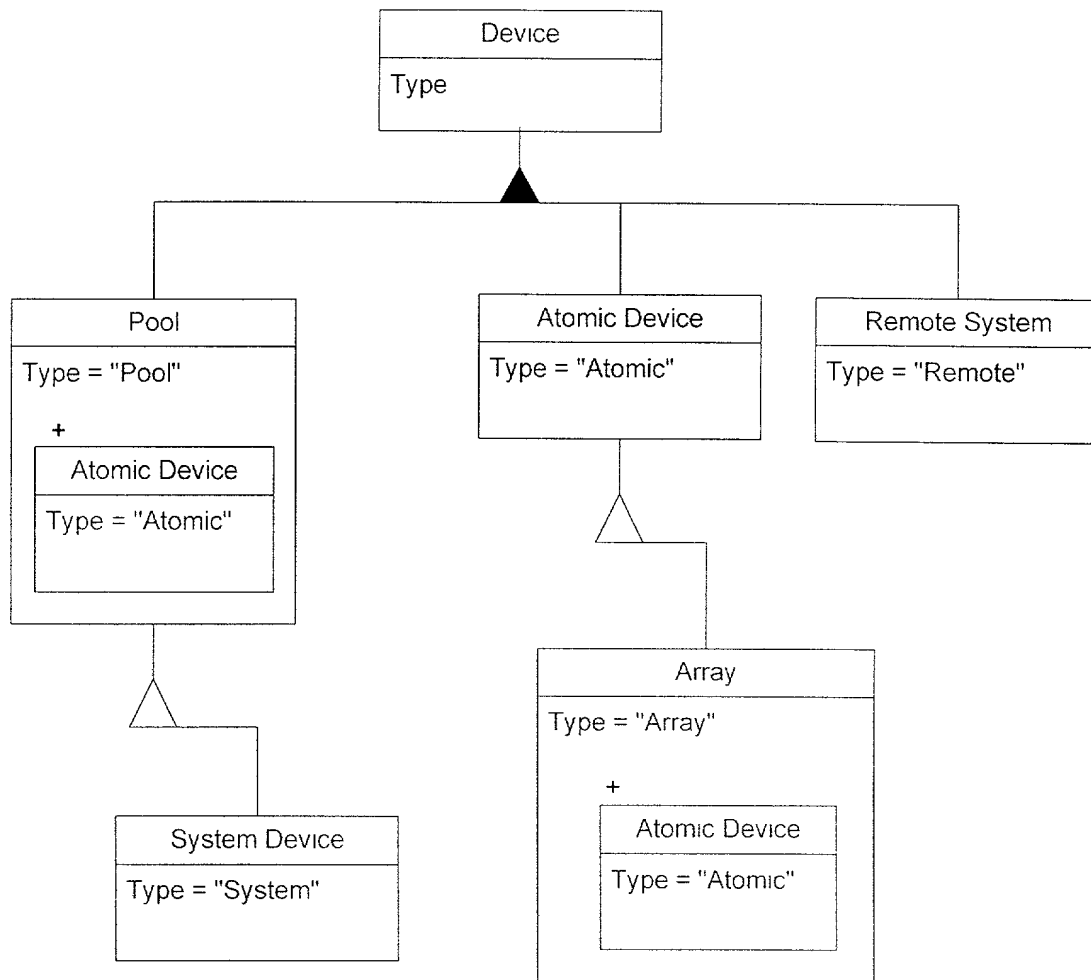 Device
Type
Pool
Type = "Pool"
+
Atomic Device
Type = "Atomic"
Atomic Device
Type = "Atomic"
Remote System
Type = "Remote"
System Device
Type = "System"
Array
Type = "Array"
+
Atomic Device
Type = "Atomic"